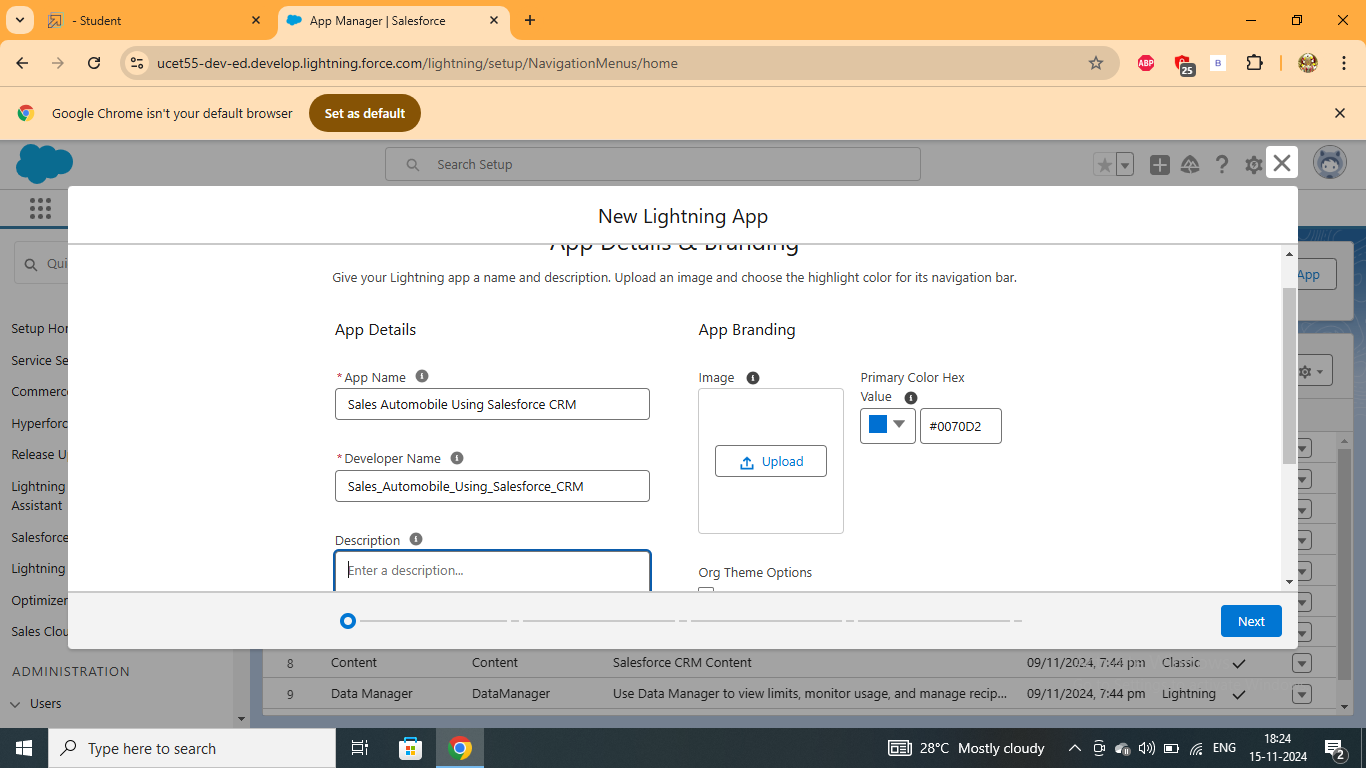 - Student
App Manager | Salesforce
ucet55-dev-ed.develop.lightning.force.com/lightning/setup/NavigationMenus/home
ABP
25
B
Google Chrome isn't your default browser
Set as default
Search Setup
New Lightning App
App Details & Branding
Give your Lightning app a name and description. Upload an image and choose the highlight color for its navigation bar.
Qui
App
App Details
App Branding
Setup Ho
*App Name
Image
Primary Color Hex
Value
Service Se
Sales Automobile Using Salesforce CRM
#0070D2
Commerc
Hyperforc
*Developer Name
Upload
Release U
Sales_Automobile_Using_Salesforce_CRM
Lightning
Assistant
Salesforce
Description
Lightning
Enter a description...
Org Theme Options
Optimizer
Sales Clou
Next
8 Content Content Salesforce CRM Content 09/11/2024, 7:44 pm Classic
ADMINISTRATION
9 Data Manager DataManager Use Data Manager to view limits, monitor usage, and manage recip... 09/11/2024, 7:44 pm Lightning
Users
Type here to search
28°C Mostly cloudy
ENG
18:24
15-11-2024
2